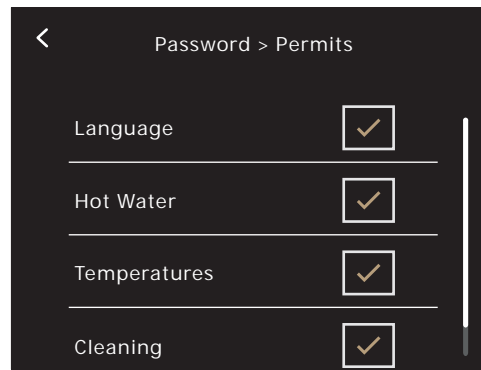 Password > Permits
Language
Hot Water
Temperatures
Cleaning